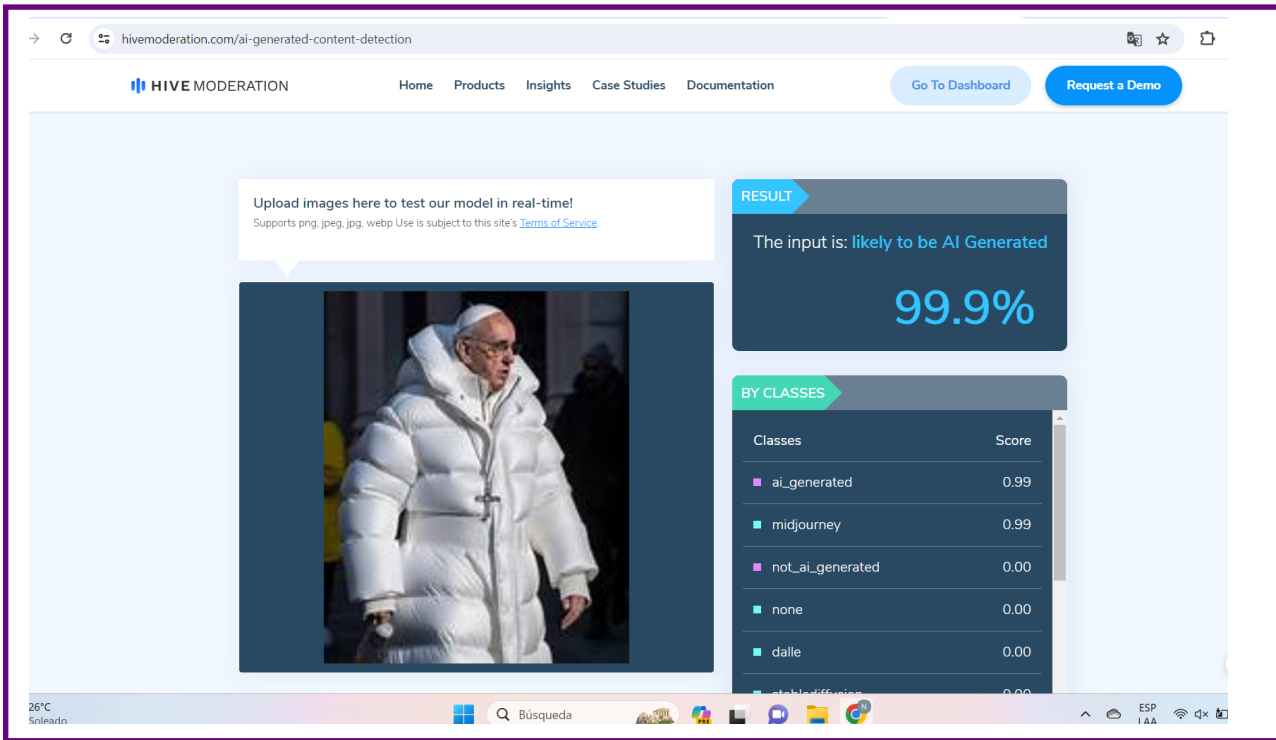 hivemoderation.com/ai-generated-content-detection
HIVE MODERATION
Home Products Insights Case Studies Documentation
Go To Dashboard
Request a Demo
Upload images here to test our model in real-time!
Supports png, jpeg, jpg, webp Use is subject to this site's Terms of Service.
RESULT
The input is: likely to be AI Generated
99.9%
BY CLASSES
Classes Score
ai_generated 0.99
midjourney 0.99
not_ai_generated 0.00
none 0.00
dalle 0.00
stablediffusion 0.00
26°C
Soleado
Búsqueda
PRE
N
ESP
LAA